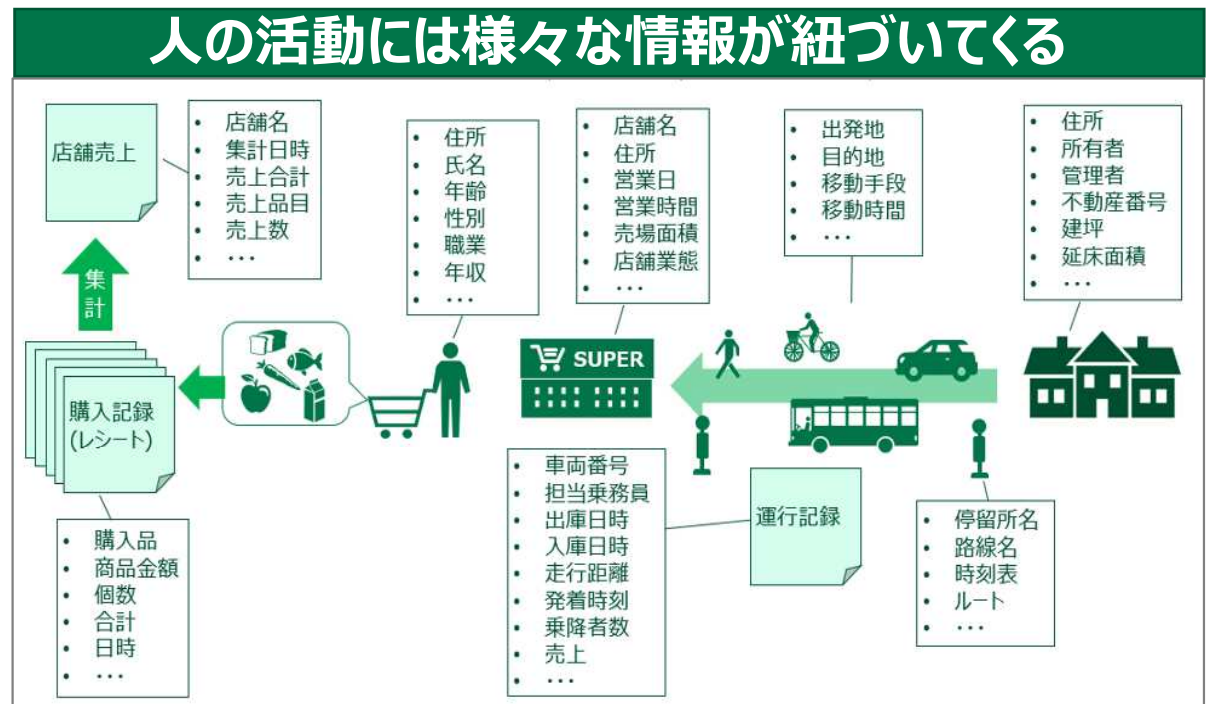 人の活動には様々な情報が紐づいてくる
店舗売上
• 店舗名
• 集計日時
• 売上合計
• 売上品目
• 売上数
• ・・・
集計
購入記録
(レシート)
• 購入品
• 商品金額
• 個数
• 合計
• 日時
• ・・・
• 住所
• 氏名
• 年齢
• 性別
• 職業
• 年収
• ・・・
• 店舗名
• 住所
• 営業日
• 営業時間
• 売場面積
• 店舗業態
• ・・・
SUPER
• 出発地
• 目的地
• 移動手段
• 移動時間
• ・・・
• 住所
• 所有者
• 管理者
• 不動産番号
• 建坪
• 延床面積
• ・・・
• 車両番号
• 担当乗務員
• 出庫日時
• 入庫日時
• 走行距離
• 発着時刻
• 乗降者数
• 売上
• ・・・
運行記録
• 停留所名
• 路線名
• 時刻表
• ルート
• ・・・